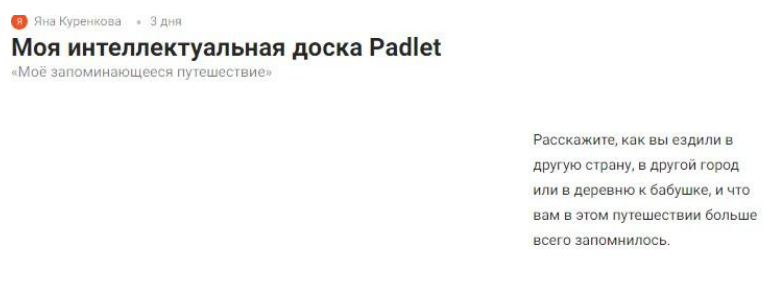 Я Яна Куренкова • 3 дня
Моя интеллектуальная доска Padlet
«Моё запоминающееся путешествие»
Расскажите, как вы ездили в
другую страну, в другой город
или в деревню к бабушке, и что
вам в этом путешествии больше
всего запомнилось.